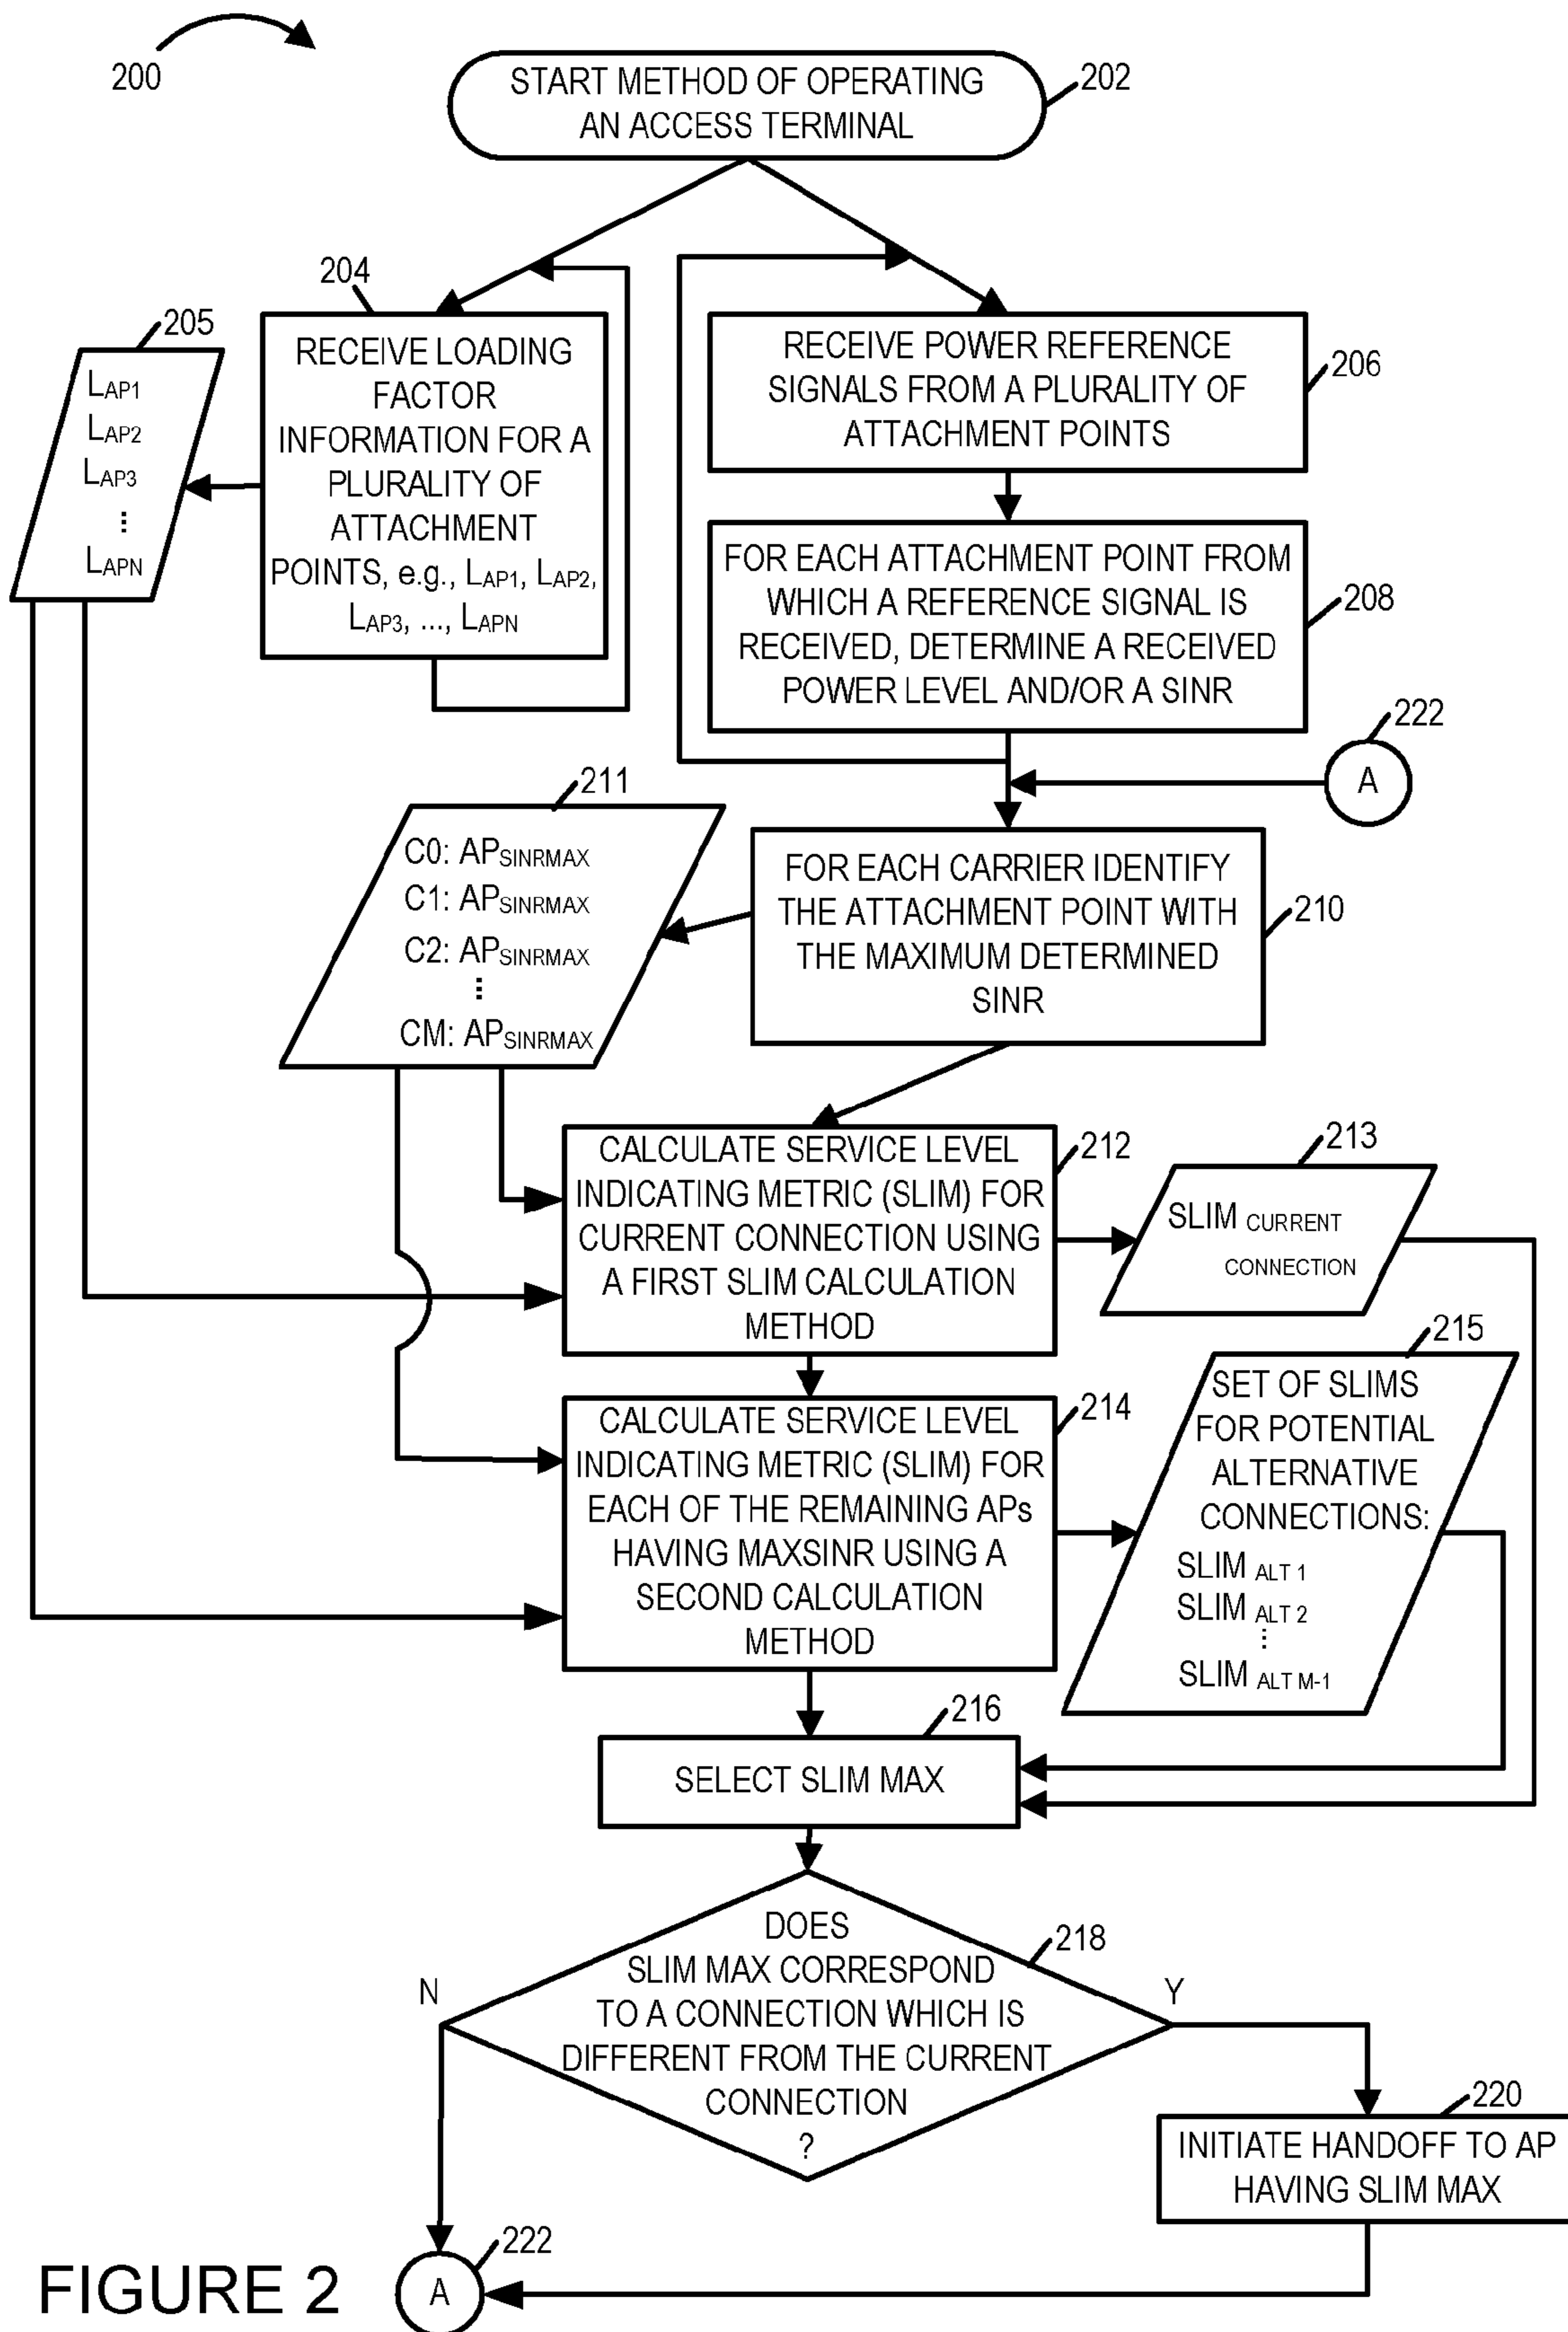 200
START METHOD OF OPERATING
AN ACCESS TERMINAL
202
204
RECEIVE LOADING
FACTOR
INFORMATION FOR A
PLURALITY OF
ATTACHMENT
POINTS, e.g., LAP1, LAP2,
LAP3, ..., LAPN
205
LAP1
LAP2
LAP3
⋮
LAPN
RECEIVE POWER REFERENCE
SIGNALS FROM A PLURALITY OF
ATTACHMENT POINTS
206
FOR EACH ATTACHMENT POINT FROM
WHICH A REFERENCE SIGNAL IS
RECEIVED, DETERMINE A RECEIVED
POWER LEVEL AND/OR A SINR
208
222
A
FOR EACH CARRIER IDENTIFY
THE ATTACHMENT POINT WITH
THE MAXIMUM DETERMINED
SINR
210
211
C0: APSINRMAX
C1: APSINRMAX
C2: APSINRMAX
⋮
CM: APSINRMAX
CALCULATE SERVICE LEVEL
INDICATING METRIC (SLIM) FOR
CURRENT CONNECTION USING
A FIRST SLIM CALCULATION
METHOD
212
213
SLIM CURRENT
CONNECTION
CALCULATE SERVICE LEVEL
INDICATING METRIC (SLIM) FOR
EACH OF THE REMAINING APs
HAVING MAXSINR USING A
SECOND CALCULATION
METHOD
214
215
SET OF SLIMS
FOR POTENTIAL
ALTERNATIVE
CONNECTIONS:
SLIM ALT 1
SLIM ALT 2
⋮
SLIM ALT M-1
216
SELECT SLIM MAX
DOES
SLIM MAX CORRESPOND
TO A CONNECTION WHICH IS
DIFFERENT FROM THE CURRENT
CONNECTION
?
218
N
Y
220
INITIATE HANDOFF TO AP
HAVING SLIM MAX
222
A
FIGURE 2